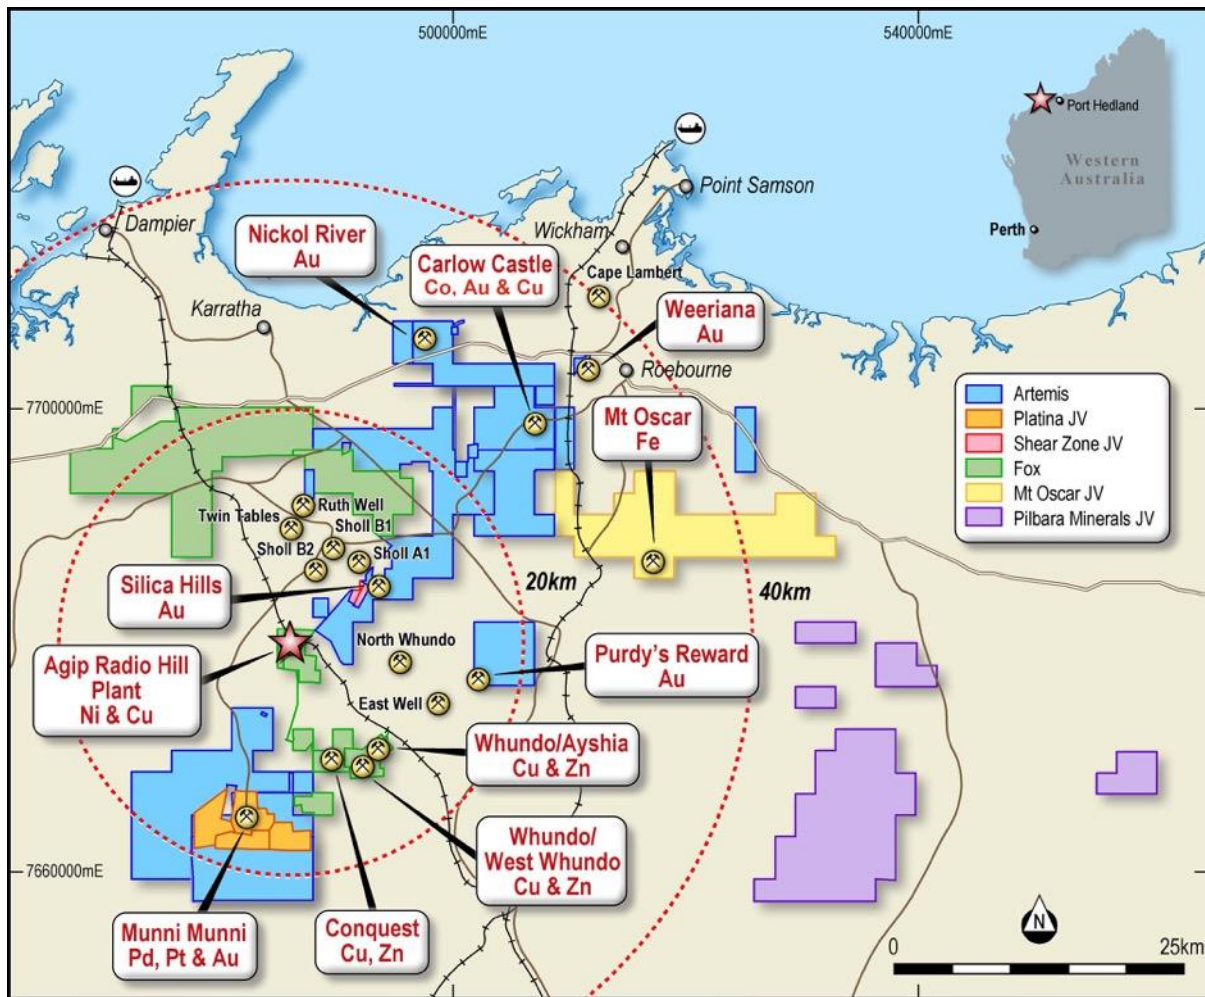 500000mE
540000mE
Port Hedland
Western
Australia
Perth
Point Samson
Dampier
Wickham
Nickol River
Au
Carlow Castle
Co, Au & Cu
Cape Lambert
Karratha
Weeriana
Au
Roebourne
7700000mE
Mt Oscar
Fe
Artemis
Platina JV
Shear Zone JV
Fox
Mt Oscar JV
Pilbara Minerals JV
Ruth Well
Twin Tables
Sholl B1
Sholl B2
Sholl A1
Silica Hills
Au
20km
40km
North Whundo
Agip Radio Hill
Plant
Ni & Cu
Purdy's Reward
Au
East Well
Whundo/Ayshia
Cu & Zn
Whundo/
West Whundo
Cu & Zn
7660000mE
Munni Munni
Pd, Pt & Au
Conquest
Cu, Zn
N
0
25km